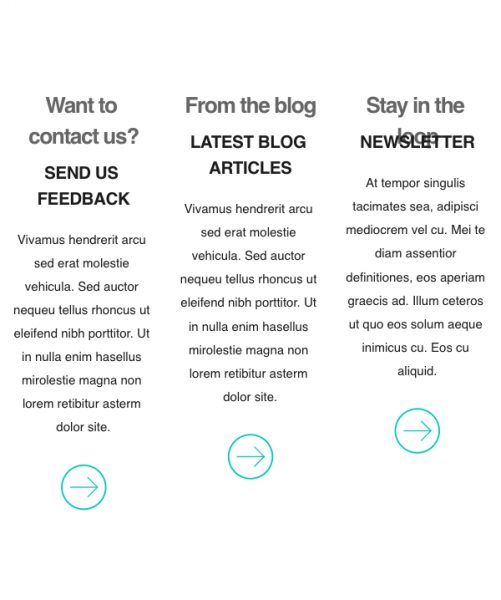 Want to
contact us?
SEND US
FEEDBACK
Vivamus hendrerit arcu
sed erat molestie
vehicula. Sed auctor
nequeu tellus rhoncus ut
eleifend nibh porttitor. Ut
in nulla enim hasellus
mirolestie magna non
lorem retibitur asterm
dolor site.
From the blog
LATEST BLOG
ARTICLES
Vivamus hendrerit arcu
sed erat molestie
vehicula. Sed auctor
nequeu tellus rhoncus ut
eleifend nibh porttitor. Ut
in nulla enim hasellus
mirolestie magna non
lorem retibitur asterm
dolor site.
Stay in the
loop
NEWSLETTER
At tempor singulis
tacimates sea, adipisci
mediocrem vel cu. Mei te
diam assentior
definitiones, eos aperiam
graecis ad. Illum ceteros
ut quo eos solum aeque
inimicus cu. Eos cu
aliquid.